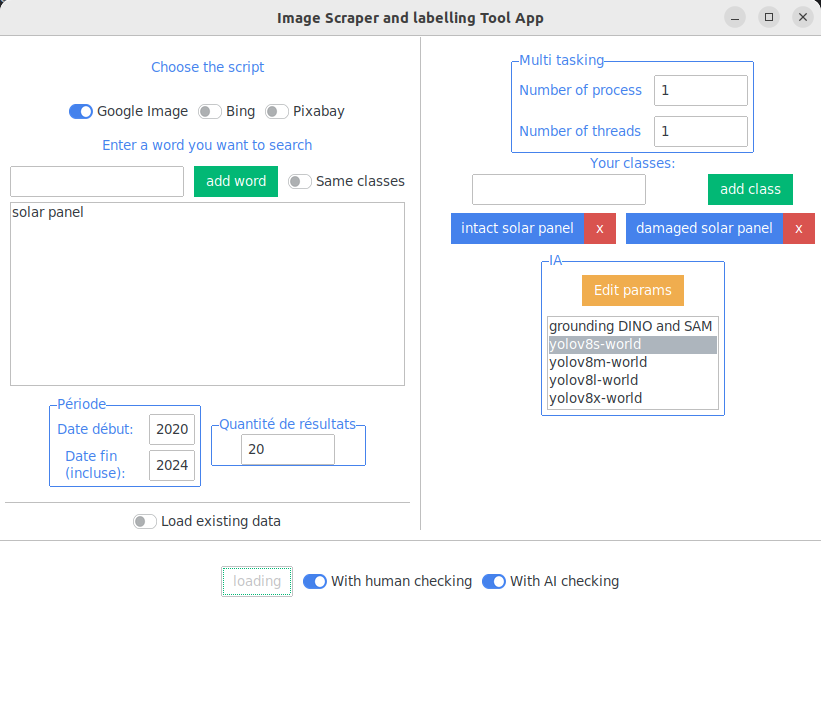 Image Scraper and labelling Tool App
Choose the script
Google Image
Bing
Pixabay
Enter a word you want to search
add word
Same classes
solar panel
Période
Date début:
2020
Date fin
(incluse):
2024
Quantité de résultats
20
Load existing data
Multi tasking
Number of process
1
Number of threads
1
Your classes:
add class
intact solar panel
x
damaged solar panel
x
IA
Edit params
grounding DINO and SAM
yolov8s-world
yolov8m-world
yolov8l-world
yolov8x-world
loading
With human checking
With AI checking